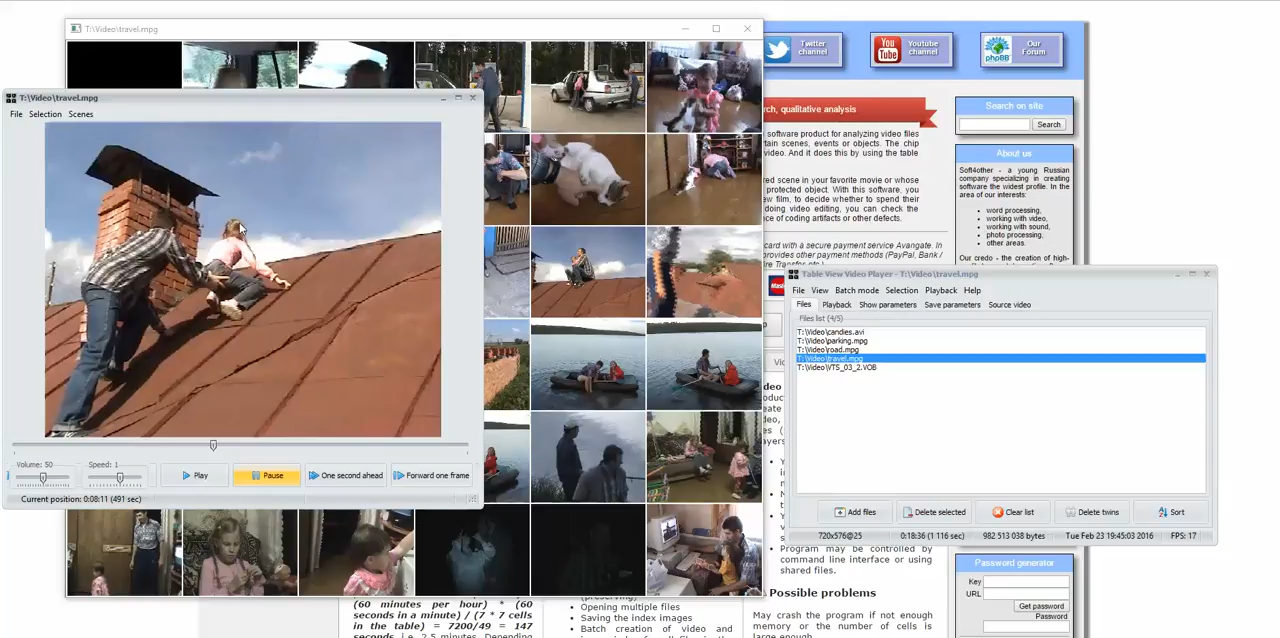 T:\Video\travel.mpg
Twitter
channel
You
Tube
Youtube
channel
phpBB
Our
Forum
T:\Video\travel.mpg
File Selection Scenes
Volume: 50
Speed: 1
Play
Pause
One second ahead
Forward one frame
Current position: 0:08:11 (491 sec)
rch, qualitative analysis
software product for analyzing video files
rtain scenes, events or objects. The chip
video. And it does this by using the table
red scene in your favorite movie or whose
protected object. With this software, you
ew film, to decide whether to spend their
doing video editing, you can check the
ce of coding artifacts or other defects.
card with a secure payment service Avangate. In
provides other payment methods (PayPal, Bank /
Search on site
Search
About us
Soft4other - a young Russian
company specializing in creating
software the widest profile. In the
area of our interests:
• word processing,
• working with video,
• working with sound,
• photo processing,
• other areas.
Our credo - the creation of high-
Table View Video Player - T:\Video\travel.mpg
File View Batch mode Selection Playback Help
Files Playback Show parameters Save parameters Source video
Files list (4/5)
T:\Video\candies.avi
T:\Video\parking.mpg
T:\Video\road.mpg
T:\Video\travel.mpg
T:\Video\VTS_03_2.VOB
Add files
Delete selected
Clear list
Delete twins
Sort
720x576@25
0:18:36 (1 116 sec)
982 513 038 bytes
Tue Feb 23 19:45:03 2016
FPS: 17
• Program may be controlled by
command line interface or using
shared files.
Possible problems
May crash the program if not enough
memory or the number of cells is
large enough.
Password generator
Key
URL
Get password
Password
(60 minutes per hour) * (60
seconds in a minute) / (7 * 7 cells
in the table) = 7200/49 = 147
seconds, i.e. 2.5 minutes. Depending
(preserving)
• Opening multiple files
• Saving the index images
• Batch creation of video and